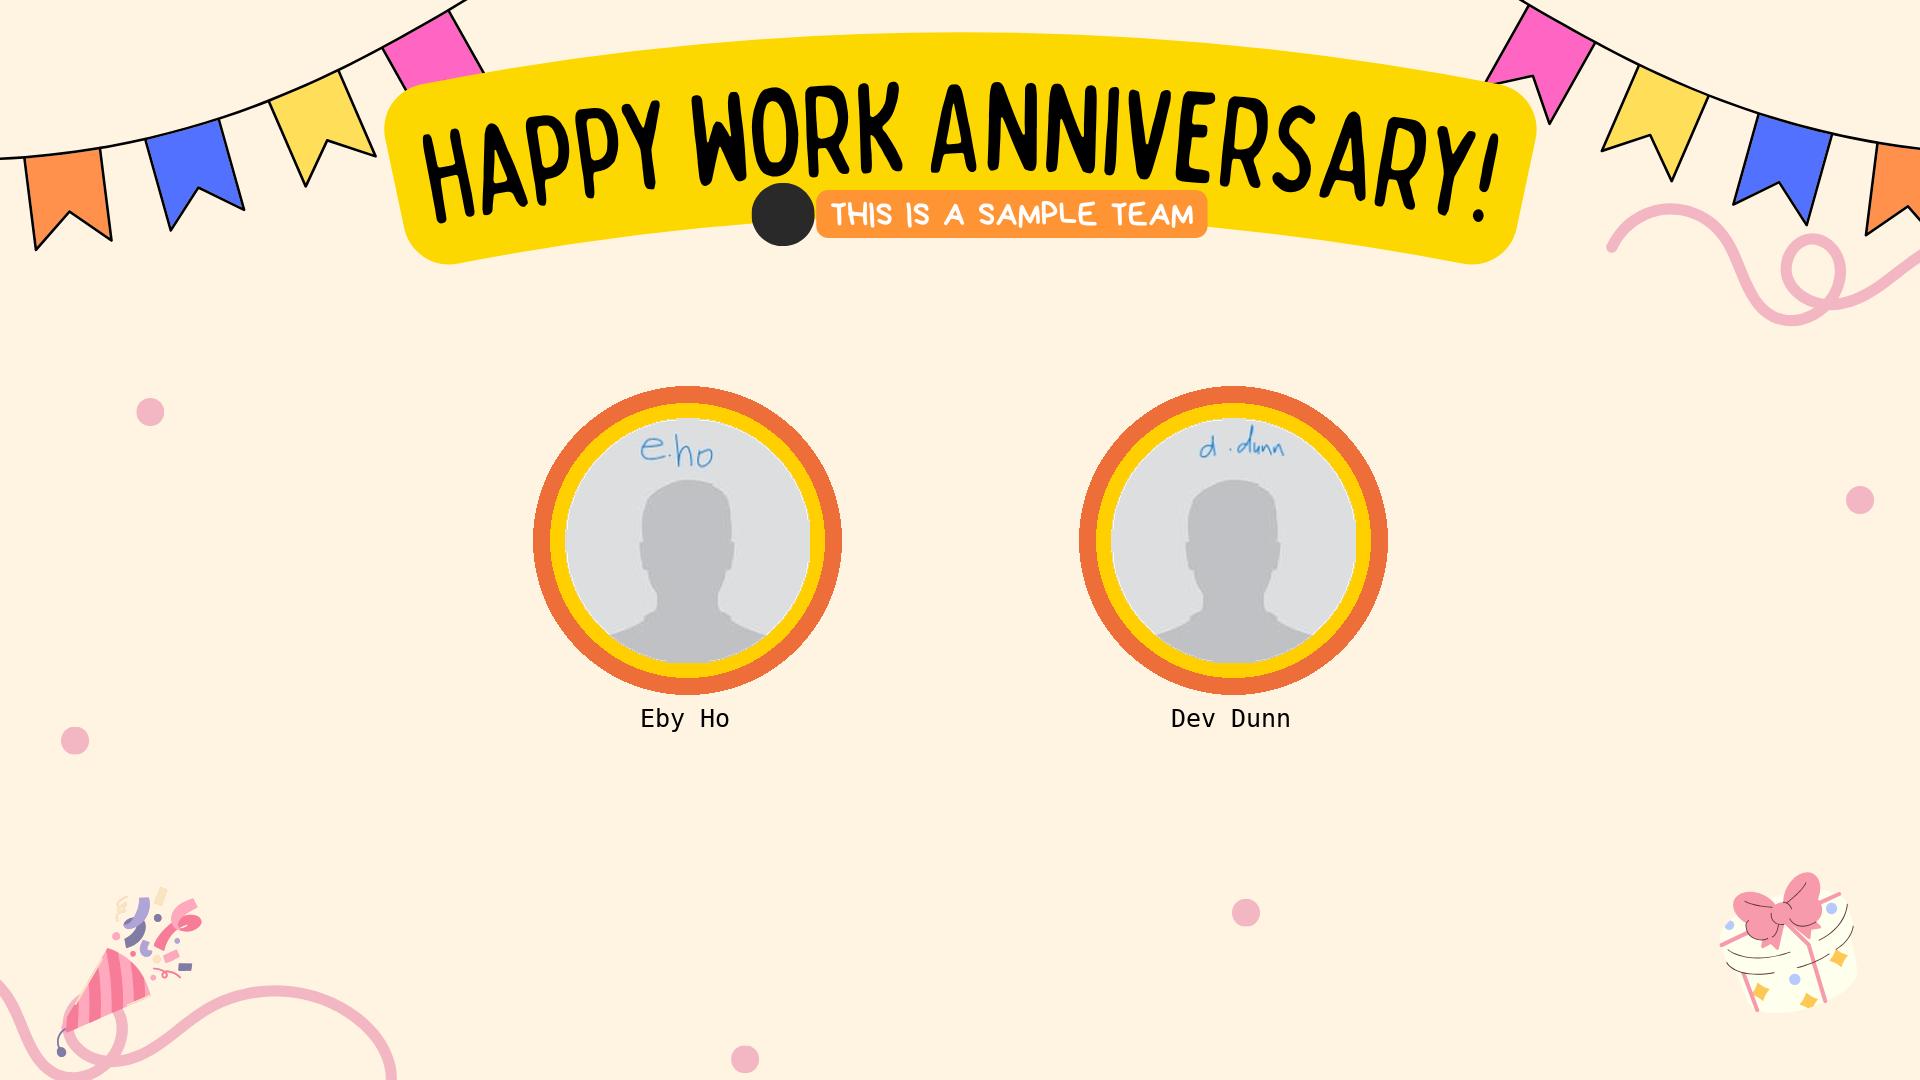 HAPPY WORK ANNIVERSARY!
THIS IS A SAMPLE TEAM
e.ho
d.dunn
Eby Ho
Dev Dunn